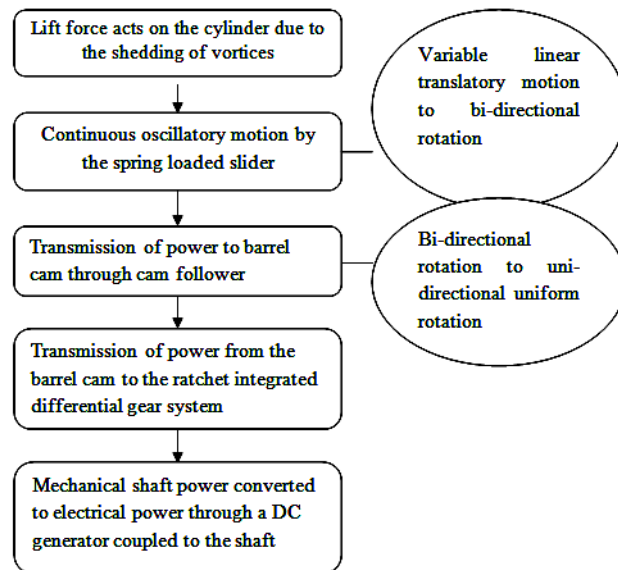 Lift force acts on the cylinder due to
the shedding of vortices
Variable linear
translatory motion
to bi-directional
rotation
Continuous oscillatory motion by
the spring loaded slider
Transmission of power to barrel
cam through cam follower
Bi-directional
rotation to uni-
directional uniform
rotation
Transmission of power from the
barrel cam to the ratchet integrated
differential gear system
Mechanical shaft power converted
to electrical power through a DC
generator coupled to the shaft